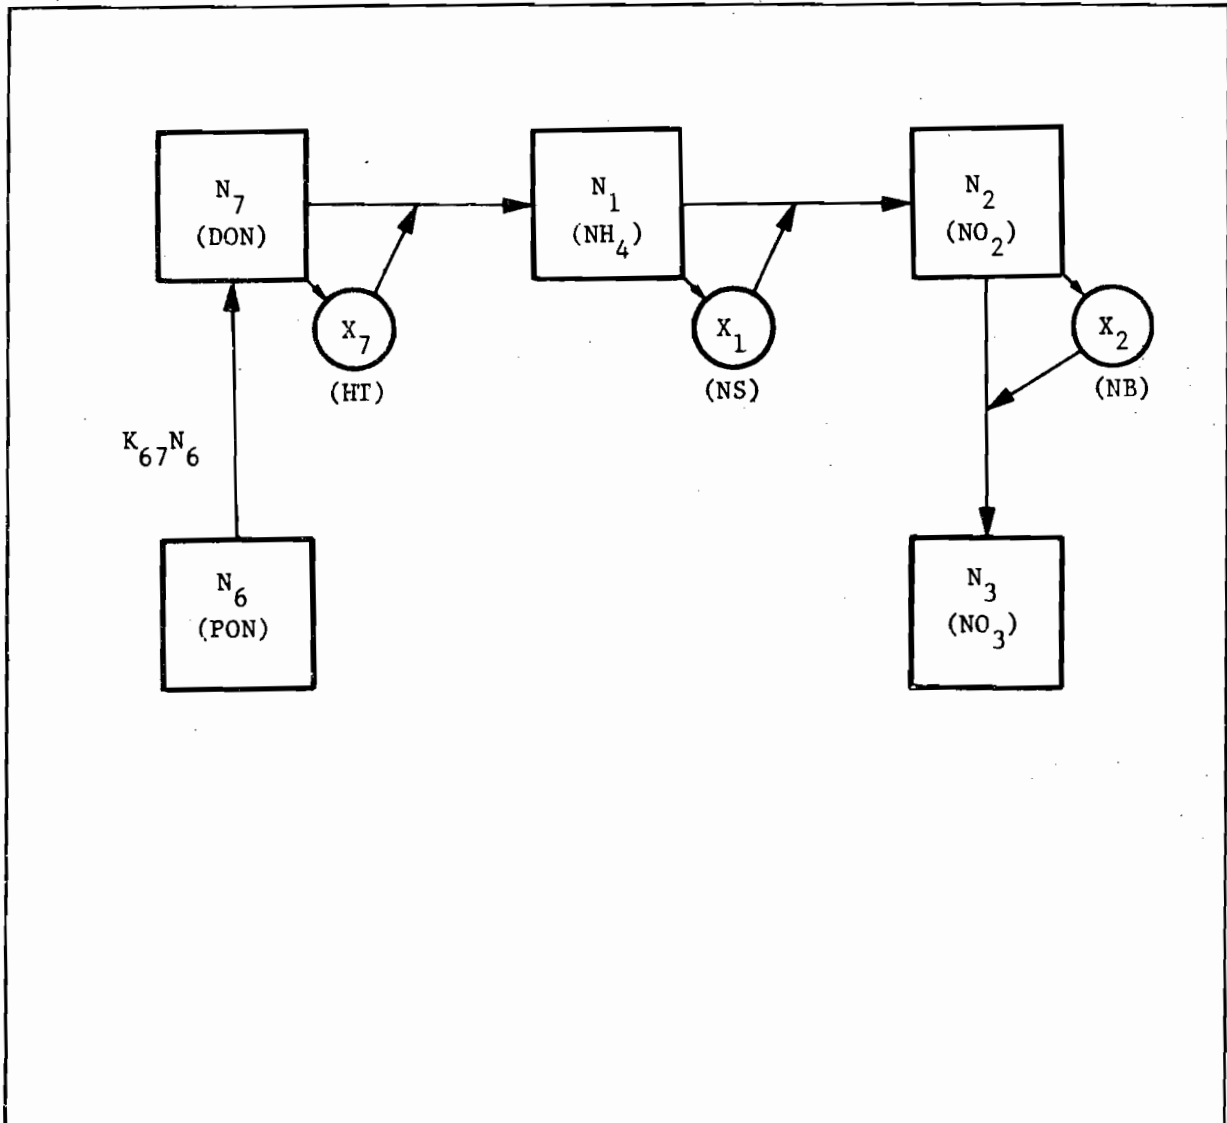 N7
(DON)
N1
(NH4)
N2
(NO2)
X7
(HT)
X1
(NS)
X2
(NB)
K67N6
N6
(PON)
N3
(NO3)